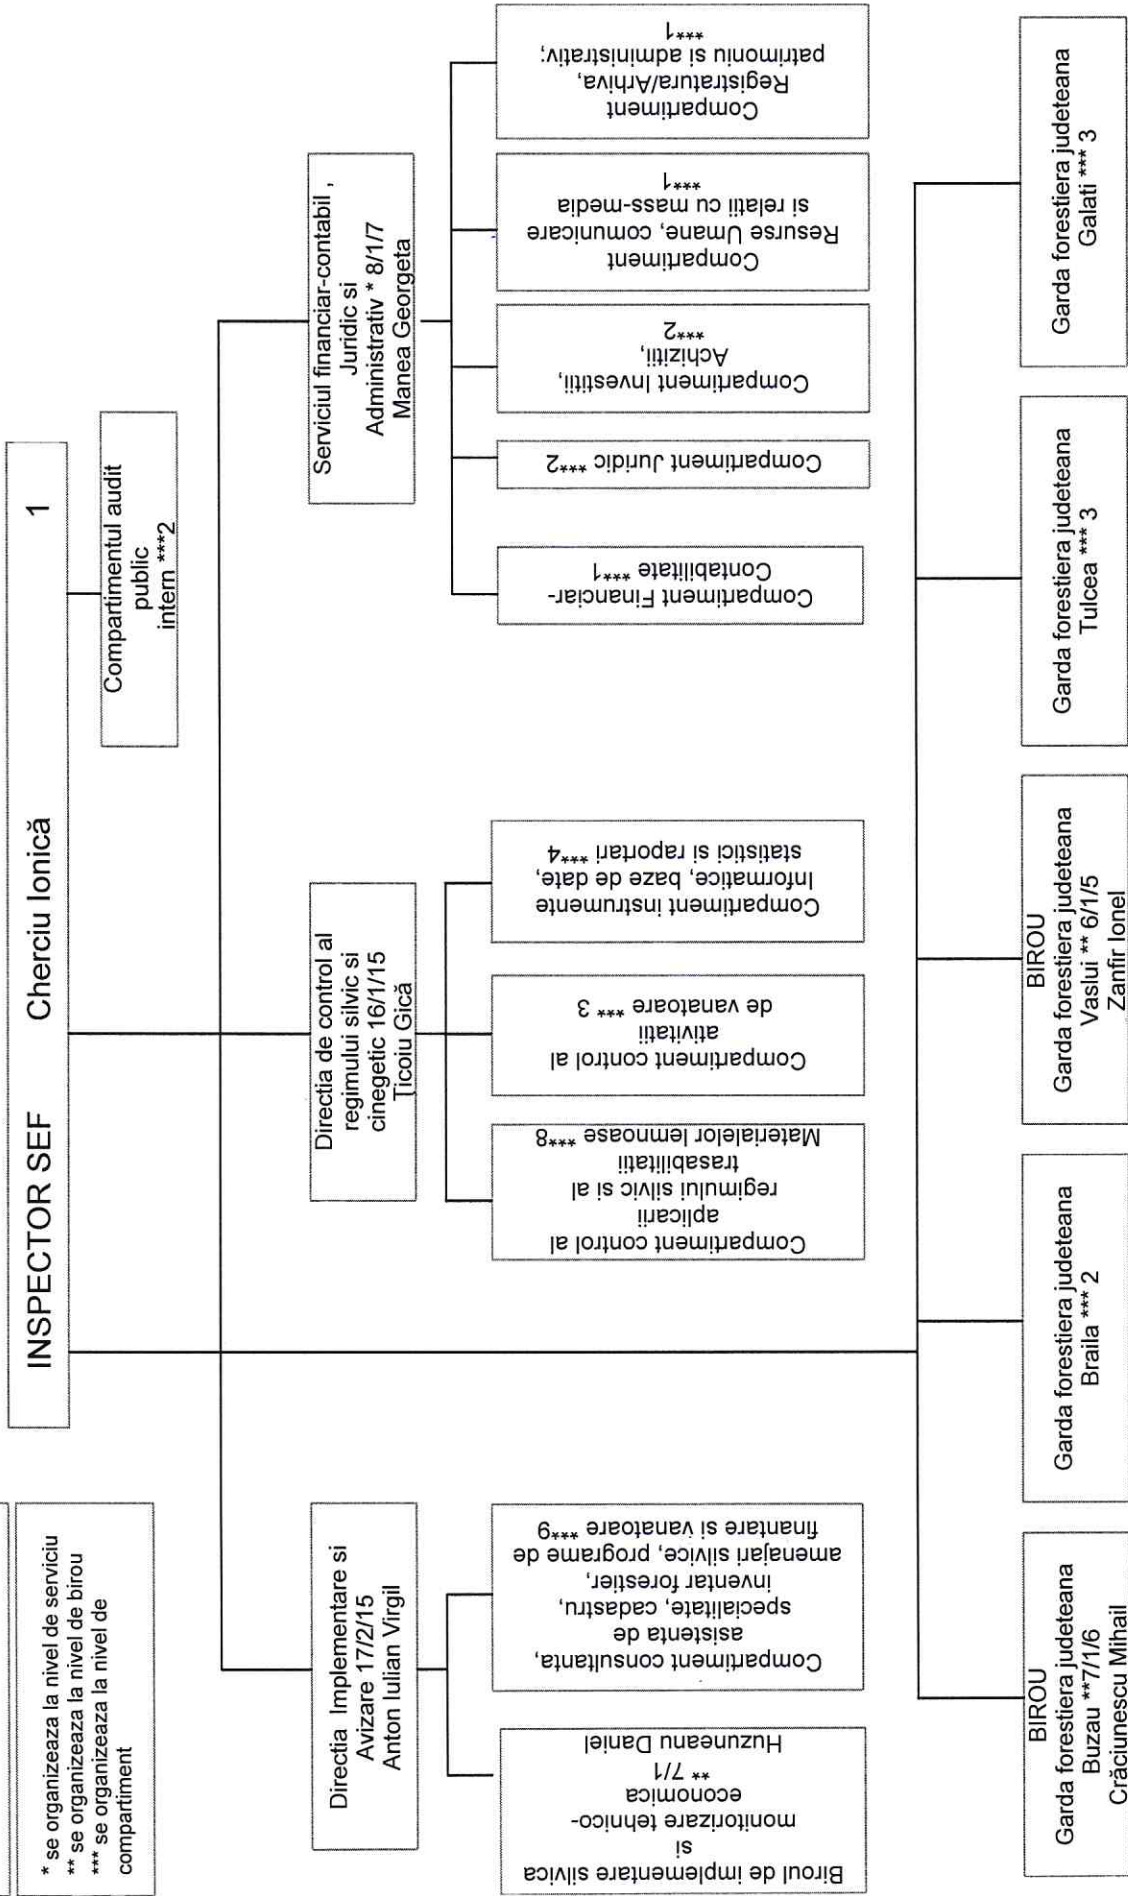 * se organizeaza la nivel de serviciu
** se organizeaza la nivel de birou
*** se organizeaza la nivel de
compartiment
INSPECTOR SEF Cherciu Ionică 1
Compartimentul audit
public
intern ***2
Directia Implementare si
Avizare 17/2/15
Anton Iulian Virgil
Directia de control al
regimului silvic si
cinegetic 16/1/15
Ticoiu Gică
Serviciul financiar-contabil ,
Juridic si
Administrativ * 8/1/7
Manea Georgeta
Biroul de implementare silvica
si
monitorizare tehnico-
economica
** 7/1
Huzuneanu Daniel
Compartiment consultanta,
asistenta de
specialitate, cadastru,
inventar forestier,
amenajari silvice, programe de
finantare si vanatoare ***9
Compartiment control al
aplicarii
regimului silvic si al
trasabilitatii
Materialelor lemnoase ***8
Compartiment control al
ativitatii
de vanatoare *** 3
Compartiment instrumente
Informatice, baze de date,
statistici si raportari ***4
Compartiment Financiar-
Contabilitate ***1
Compartiment Juridic ***2
Compartiment Investitii,
Achizitii,
***2
Compartiment
Resurse Umane, comunicare
si relatii cu mass-media
***1
Compartiment
Registratura/Arhiva,
patrimoniu si administrativ;
***1
BIROU
Garda forestiera judeteana
Buzau **7/1/6
Crăciunescu Mihail
Garda forestiera judeteana
Braila *** 2
BIROU
Garda forestiera judeteana
Vaslui ** 6/1/5
Zanfir Ionel
Garda forestiera judeteana
Tulcea *** 3
Garda forestiera judeteana
Galati *** 3